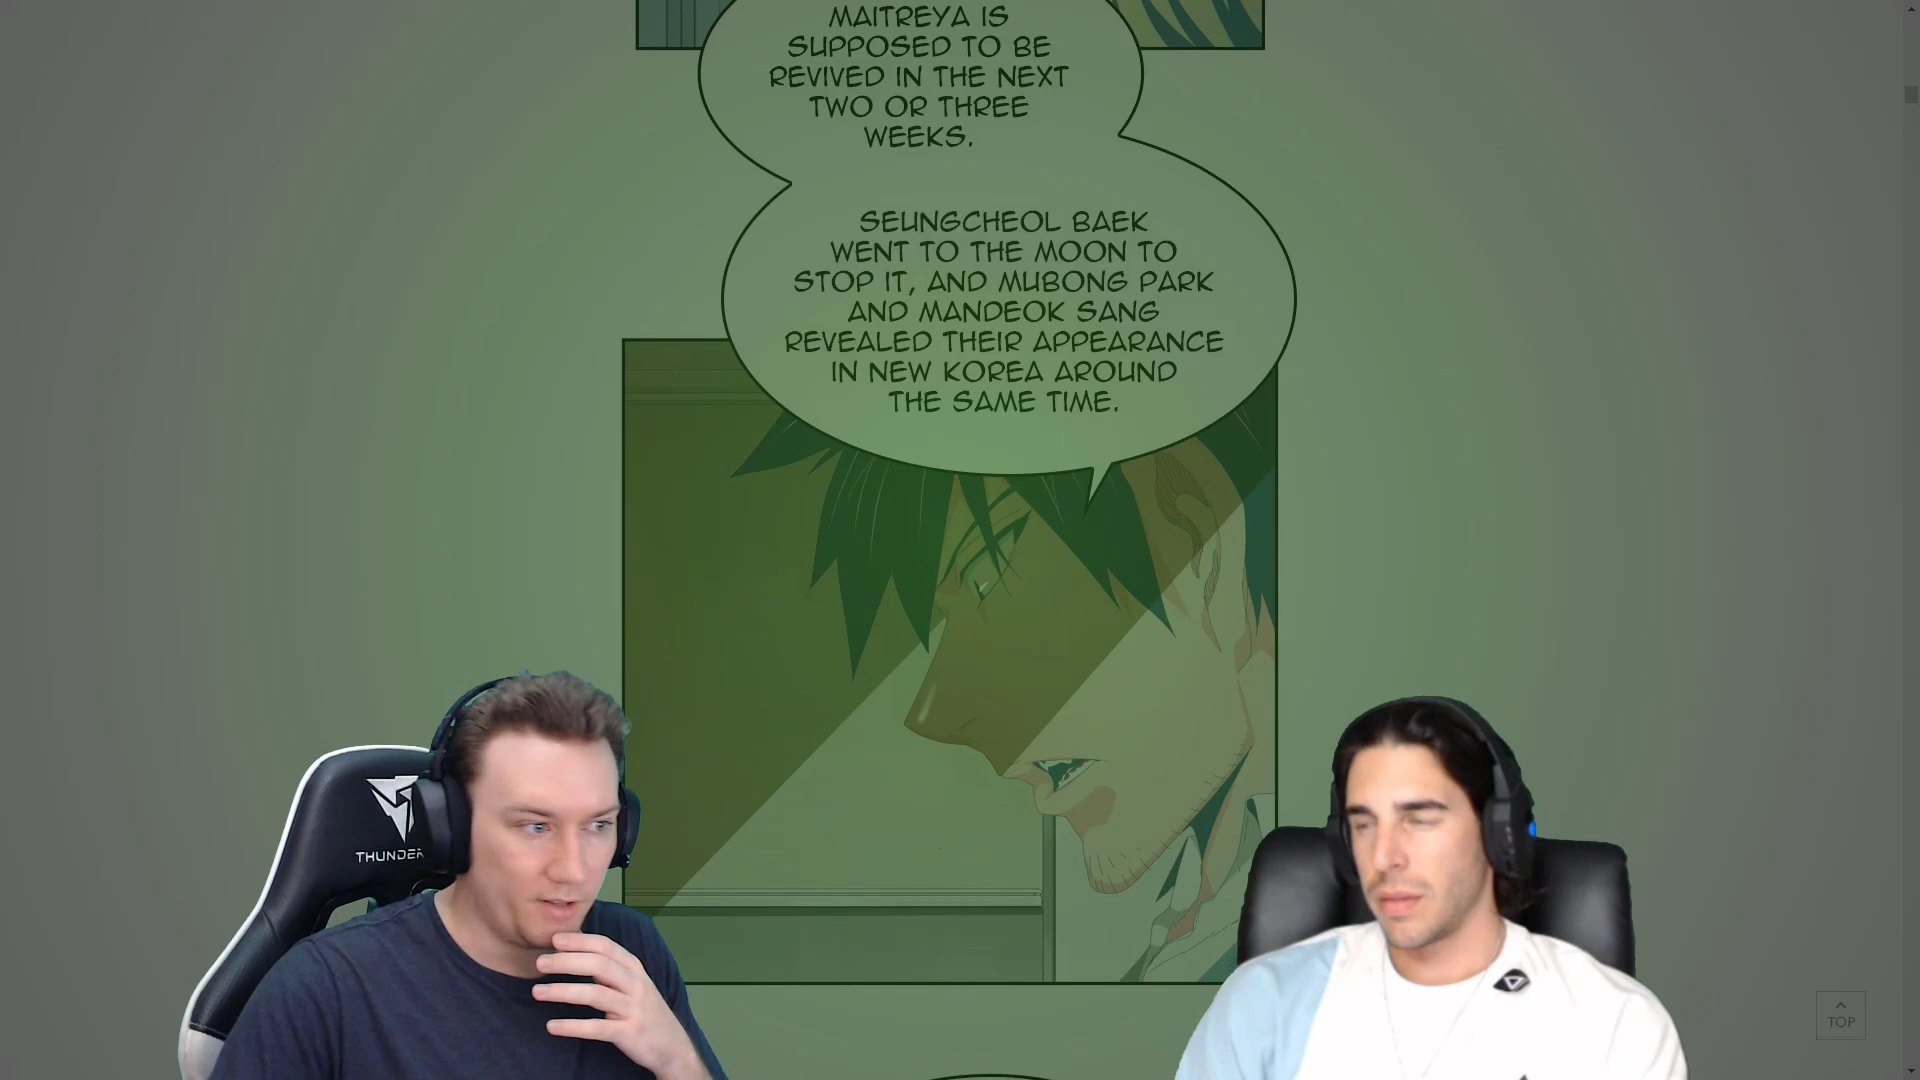 MAITREYA IS
SUPPOSED TO BE
REVIVED IN THE NEXT
TWO OR THREE
WEEKS.
SEUNGCHEOL BAEK
WENT TO THE MOON TO
STOP IT, AND MUBONG PARK
AND MANDEOK SANG
REVEALED THEIR APPEARANCE
IN NEW KOREA AROUND
THE SAME TIME.
THUNDER
TOP